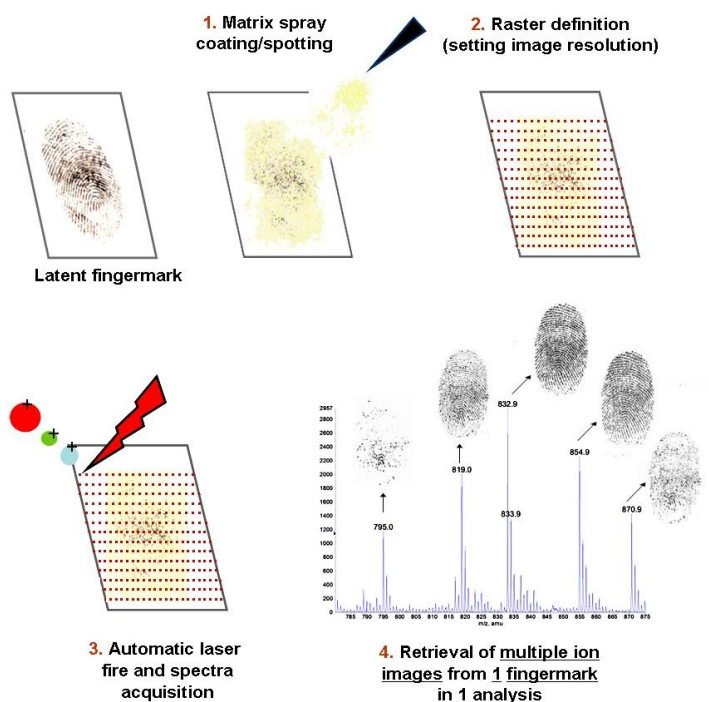 1. Matrix spray
coating/spotting
2. Raster definition
(setting image resolution)
Latent fingermark
832.9
2957
2800
2600
2400
2200
2000
1800
1600
1400
1200
1000
800
600
400
200
0
819.0
854.9
833.9
870.9
795.0
785 790 795 800 805 810 815 820 825 830 835 840 845 850 855 860 865 870 875
m/z, amu
3. Automatic laser
fire and spectra
acquisition
4. Retrieval of multiple ion
images from 1 fingermark
in 1 analysis